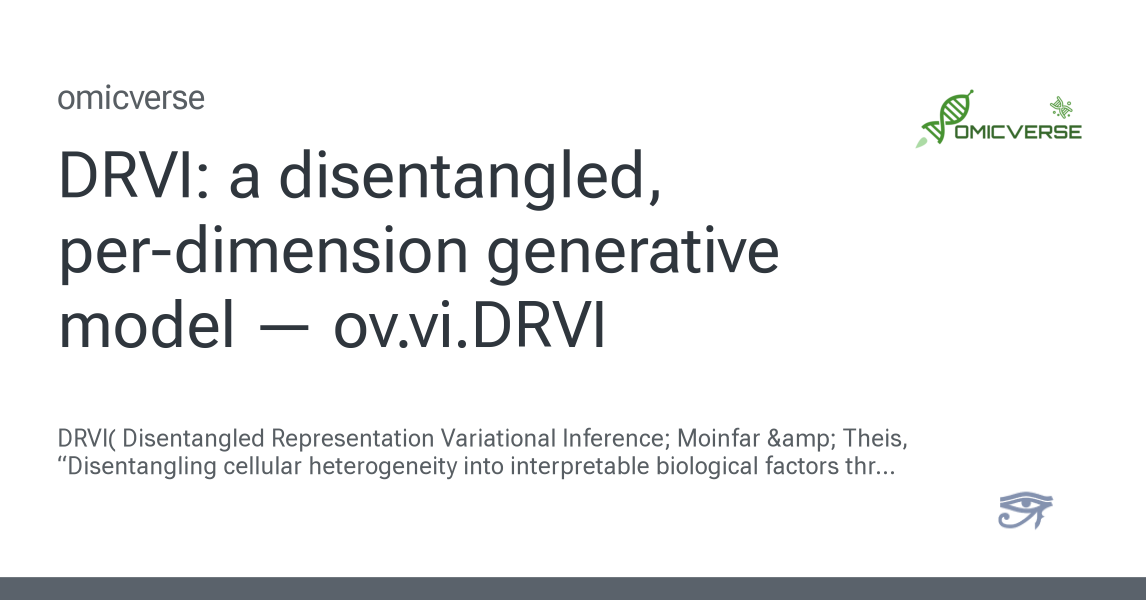 omicverse
OMICVERSE
DRVI: a disentangled,
per-dimension generative
model — ov.vi.DRVI
DRVI( Disentangled Representation Variational Inference; Moinfar &amp; Theis,
“Disentangling cellular heterogeneity into interpretable biological factors thr...